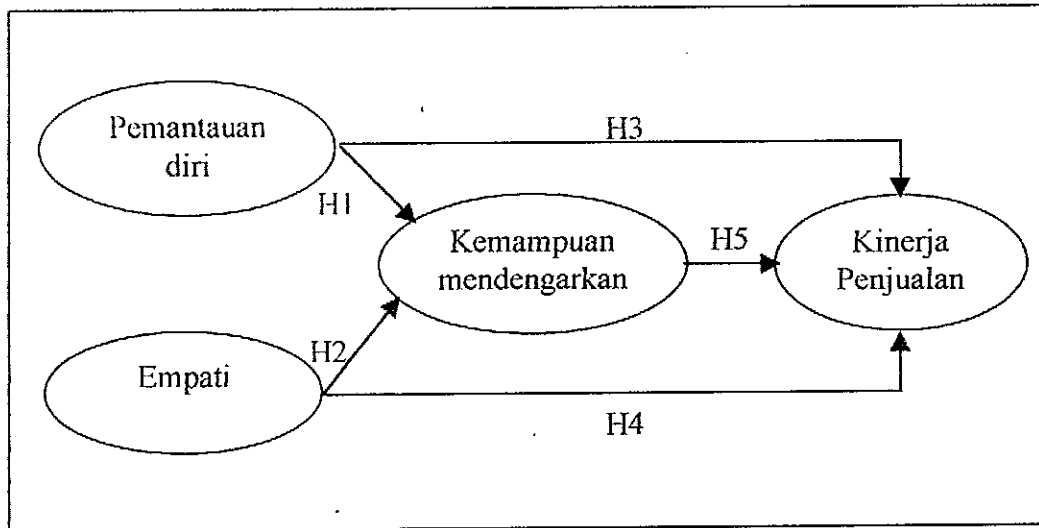 Pemantauan
diri
H3
H1
Kemampuan
mendengarkan
H5
Kinerja
Penjualan
H2
Empati
H4